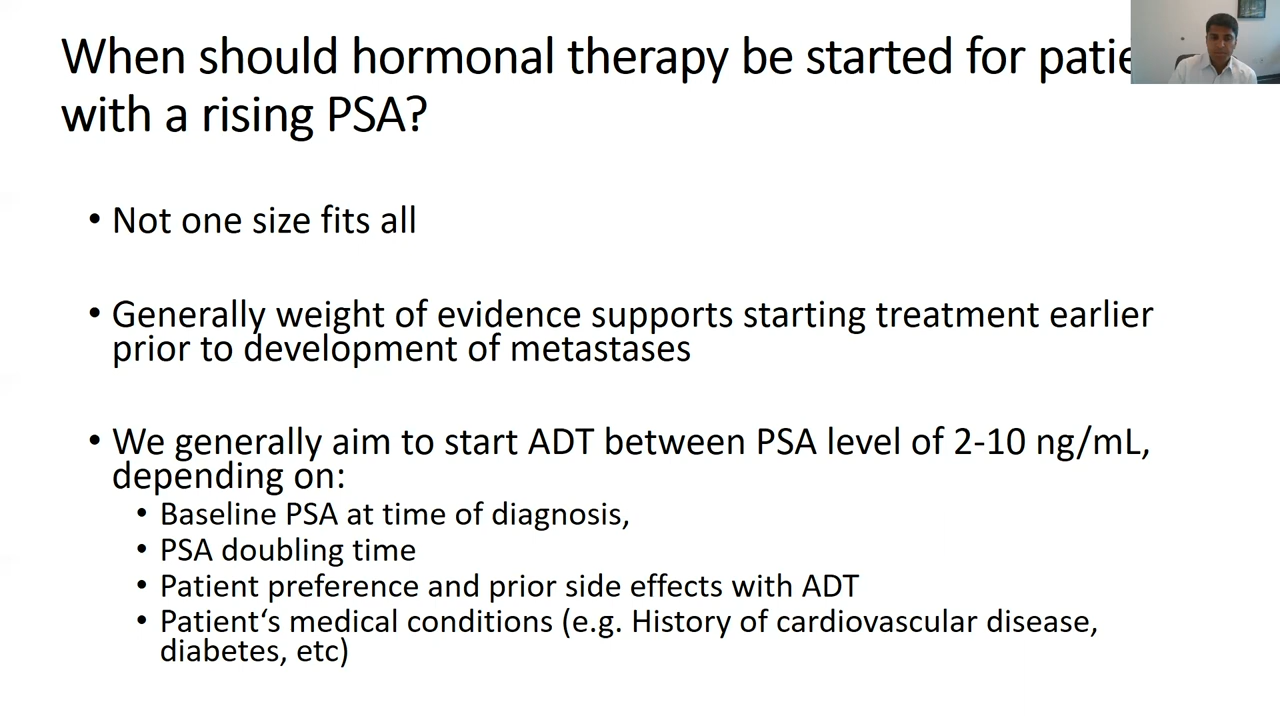 When should hormonal therapy be started for patie
with a rising PSA?
• Not one size fits all
• Generally weight of evidence supports starting treatment earlier
prior to development of metastases
• We generally aim to start ADT between PSA level of 2-10 ng/mL,
depending on:
• Baseline PSA at time of diagnosis,
• PSA doubling time
• Patient preference and prior side effects with ADT
• Patient‘s medical conditions (e.g. History of cardiovascular disease,
diabetes, etc)